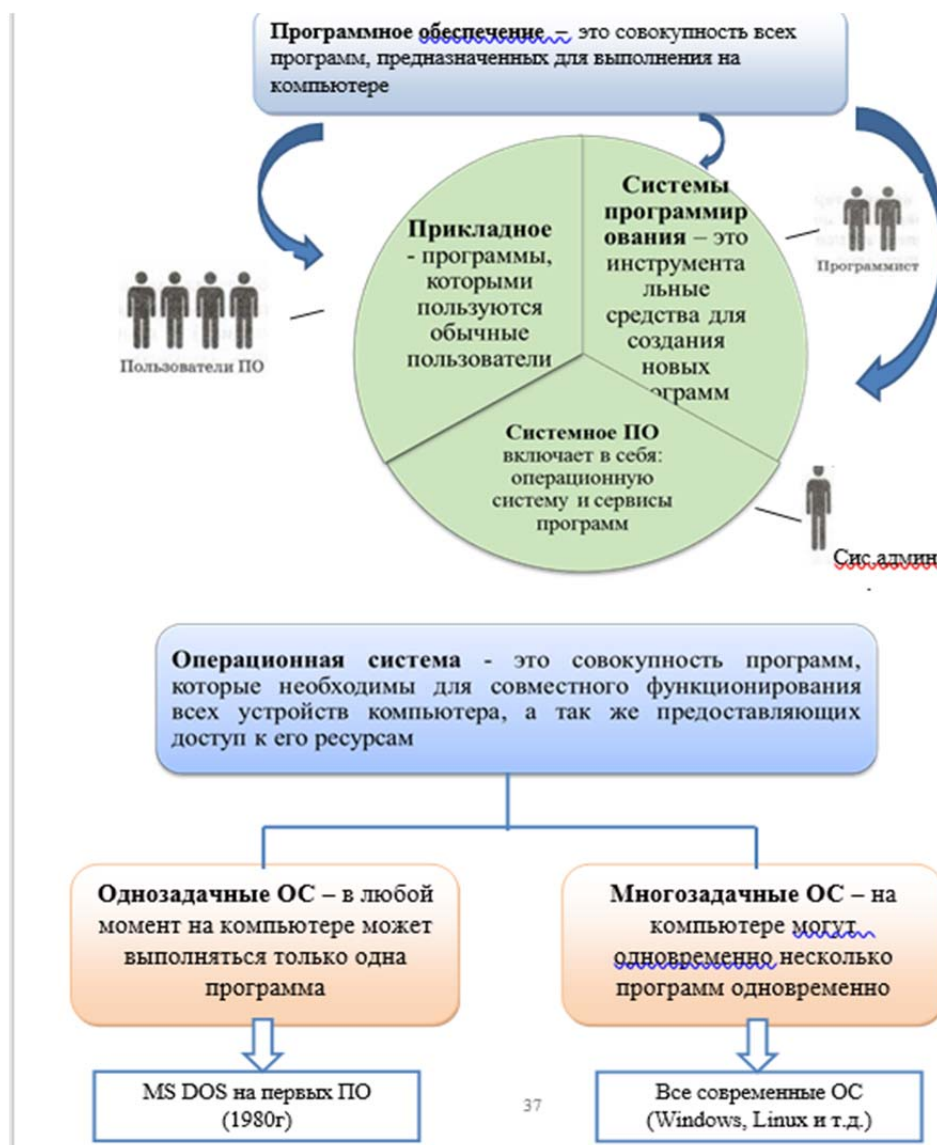 Программное обеспечение – это совокупность всех
программ, предназначенных для выполнения на
компьютере
Прикладное
- программы,
которыми
пользуются
обычные
пользователи
Системы
программир
ования – это
инструмента
льные
средства для
создания
новых
ограмм
Программист
Пользователи ПО
Системное ПО
включает в себя:
операционную
систему и сервисы
программ
Сис.админ
.
Операционная система - это совокупность программ,
которые необходимы для совместного функционирования
всех устройств компьютера, а так же предоставляющих
доступ к его ресурсам
Однозадачные ОС – в любой
момент на компьютере может
выполняться только одна
программа
Многозадачные ОС – на
компьютере могут
одновременно несколько
программ одновременно
MS DOS на первых ПО
(1980г)
37
Все современные ОС
(Windows, Linux и т.д.)